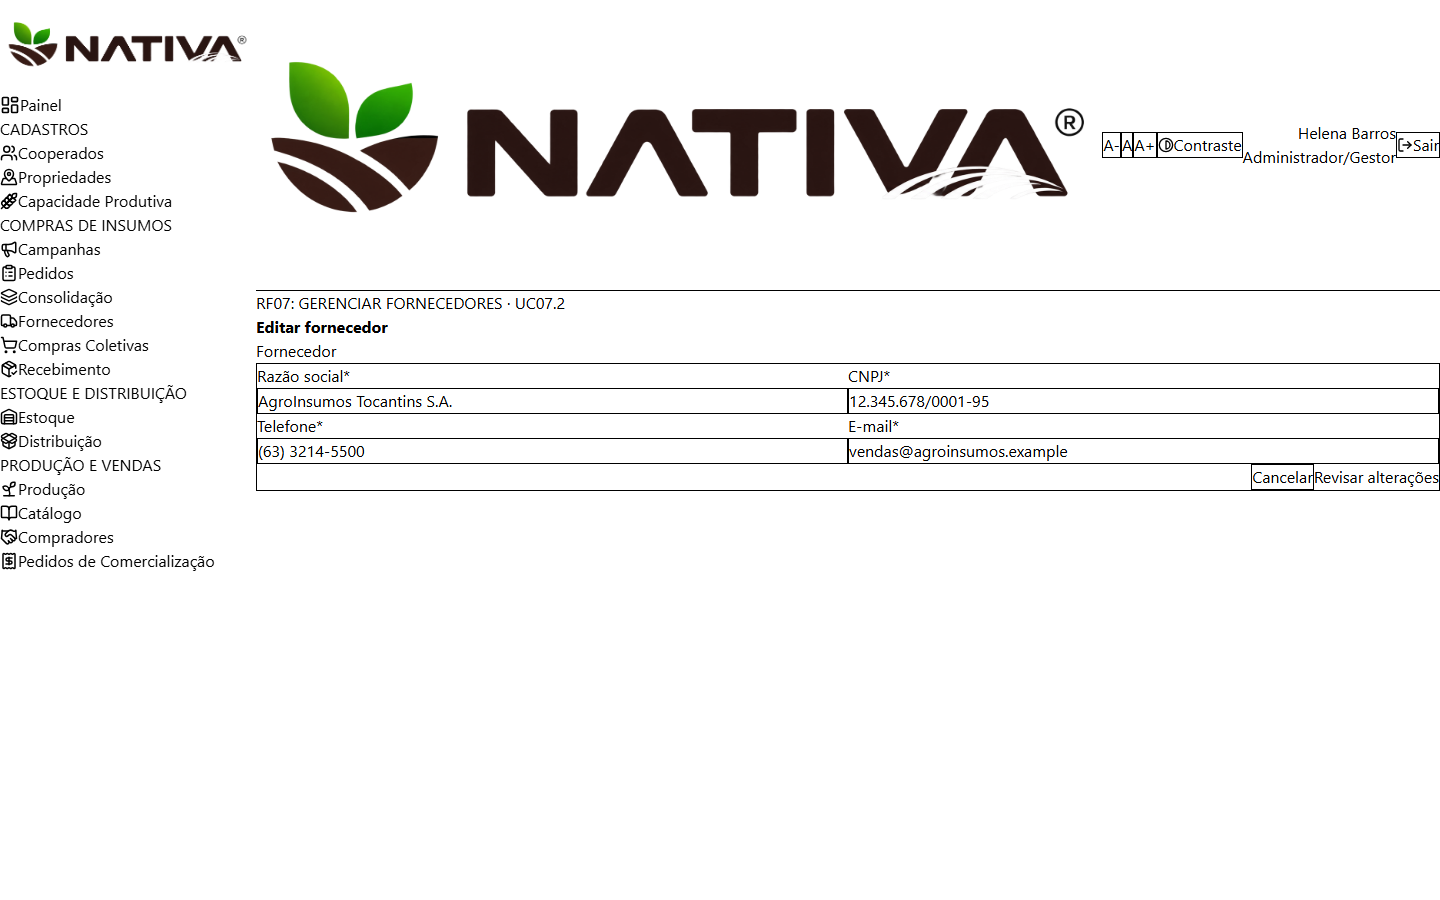 NATIVA®
Painel
CADASTROS
Cooperados
Propriedades
Capacidade Produtiva
COMPRAS DE INSUMOS
Campanhas
Pedidos
Consolidação
Fornecedores
Compras Coletivas
Recebimento
ESTOQUE E DISTRIBUIÇÃO
Estoque
Distribuição
PRODUÇÃO E VENDAS
Produção
Catálogo
Compradores
Pedidos de Comercialização
NATIVA®
A- A A+ Contraste
Helena Barros
Administrador/Gestor
Sair
RF07: GERENCIAR FORNECEDORES · UC07.2
Editar fornecedor
Fornecedor
Razão social* CNPJ*
AgroInsumos Tocantins S.A. 12.345.678/0001-95
Telefone* E-mail*
(63) 3214-5500 vendas@agroinsumos.example
Cancelar Revisar alterações